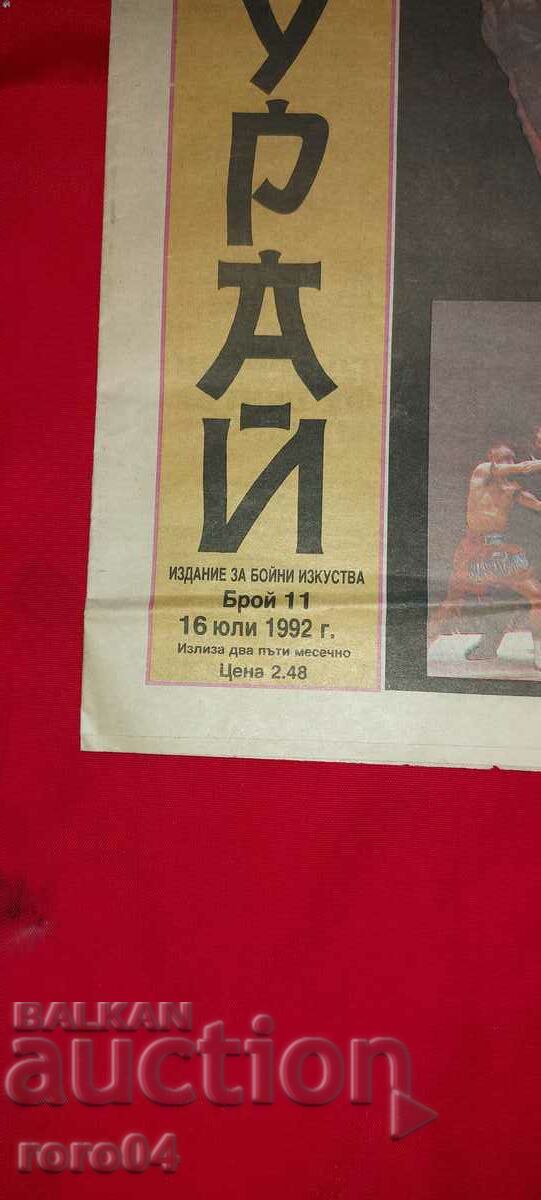 У
Р
А
Й
ИЗДАНИЕ ЗА БОЙНИ ИЗКУСТВА
Брой 11
16 юли 1992 г.
Излиза два пъти месечно
Цена 2.48
BALKAN
auction
roro04